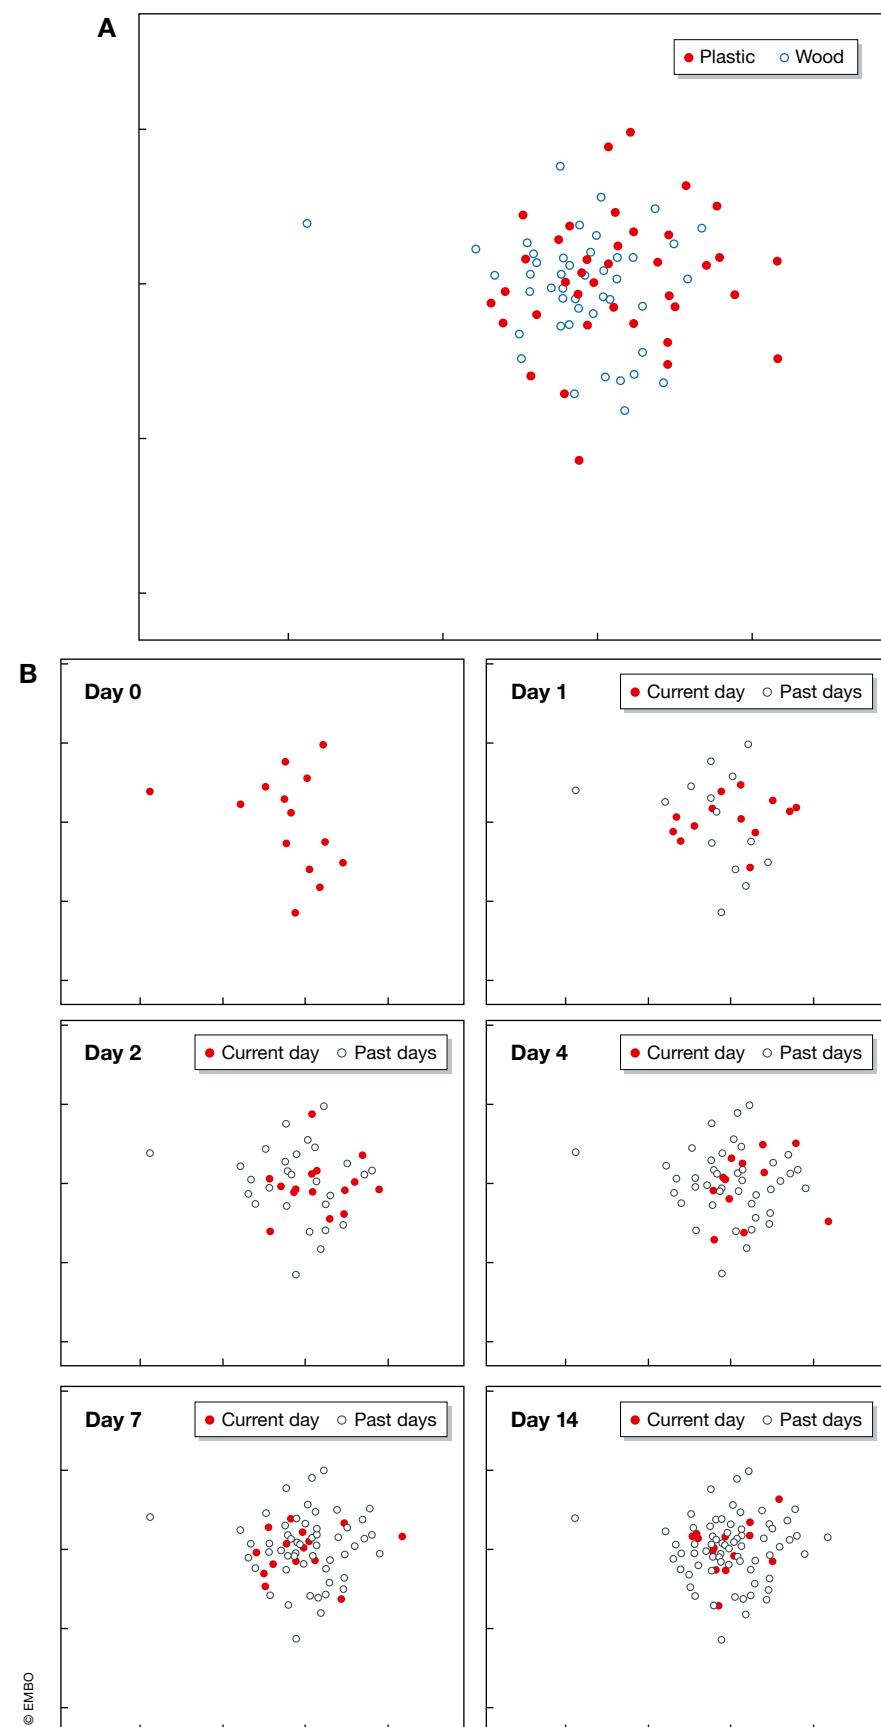 A
Plastic Wood
B
Day 0
Day 1 Current day Past days
Day 2 Current day Past days
Day 4 Current day Past days
Day 7 Current day Past days
Day 14 Current day Past days
© EMBO